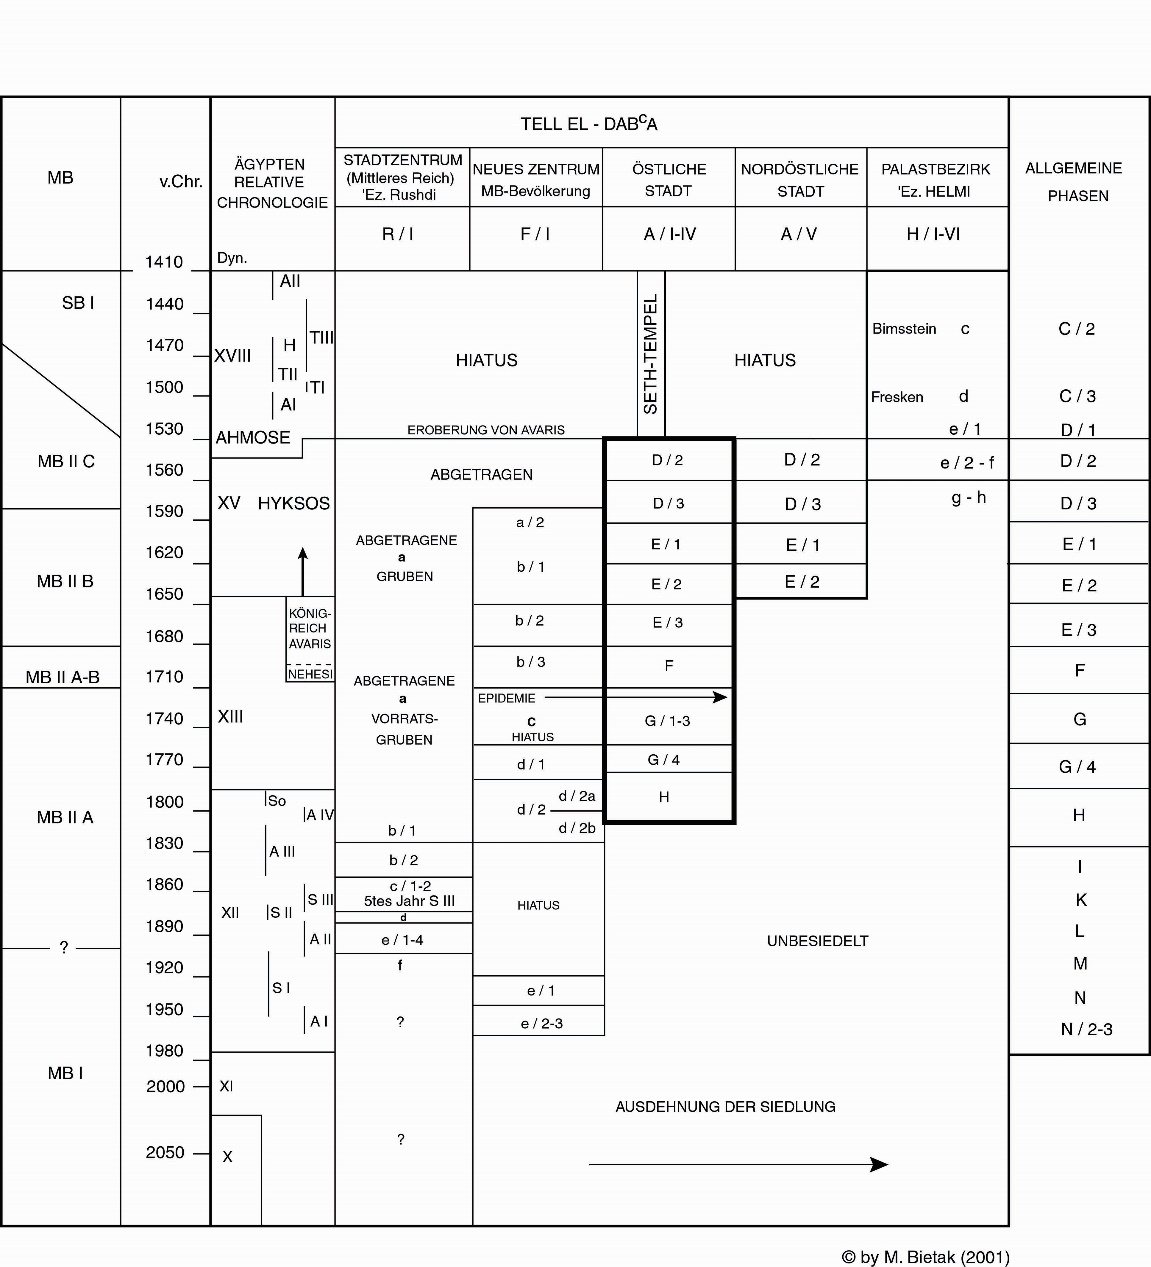 TELL EL - DABᶜA
MB
v.Chr.
ÄGYPTEN
RELATIVE
CHRONOLOGIE
STADTZENTRUM
(Mittleres Reich)
'Ez. Rushdi
NEUES ZENTRUM
MB-Bevölkerung
ÖSTLICHE
STADT
NORDÖSTLICHE
STADT
PALASTBEZIRK
'Ez. HELMI
ALLGEMEINE
PHASEN
R / I
F / I
A / I-IV
A / V
H / I-VI
Dyn.
SB I
MB II C
MB II B
MB II A-B
MB II A
?
MB I
1410
1440
1470
1500
1530
1560
1590
1620
1650
1680
1710
1740
1770
1800
1830
1860
1890
1920
1950
1980
2000
2050
AII
TIII
XVIII
H
TII
TI
AI
AHMOSE
XV HYKSOS
KÖNIG-
REICH
AVARIS
NEHESI
XIII
So
A IV
A III
S III
XII
S II
A II
S I
A I
XI
X
HIATUS
EROBERUNG VON AVARIS
ABGETRAGEN
ABGETRAGENE
a
GRUBEN
ABGETRAGENE
a
VORRATS-
GRUBEN
b / 1
b / 2
c / 1-2
5tes Jahr S III
d
e / 1-4
f
?
?
a / 2
b / 1
b / 2
b / 3
EPIDEMIE
c
HIATUS
d / 1
d / 2a
d / 2
d / 2b
HIATUS
e / 1
e / 2-3
SETH-TEMPEL
D / 2
D / 3
E / 1
E / 2
E / 3
F
G / 1-3
G / 4
H
HIATUS
D / 2
D / 3
E / 1
E / 2
UNBESIEDELT
AUSDEHNUNG DER SIEDLUNG
Bimsstein c
Fresken d
e / 1
e / 2 - f
g - h
C / 2
C / 3
D / 1
D / 2
D / 3
E / 1
E / 2
E / 3
F
G
G / 4
H
I
K
L
M
N
N / 2-3
© by M. Bietak (2001)